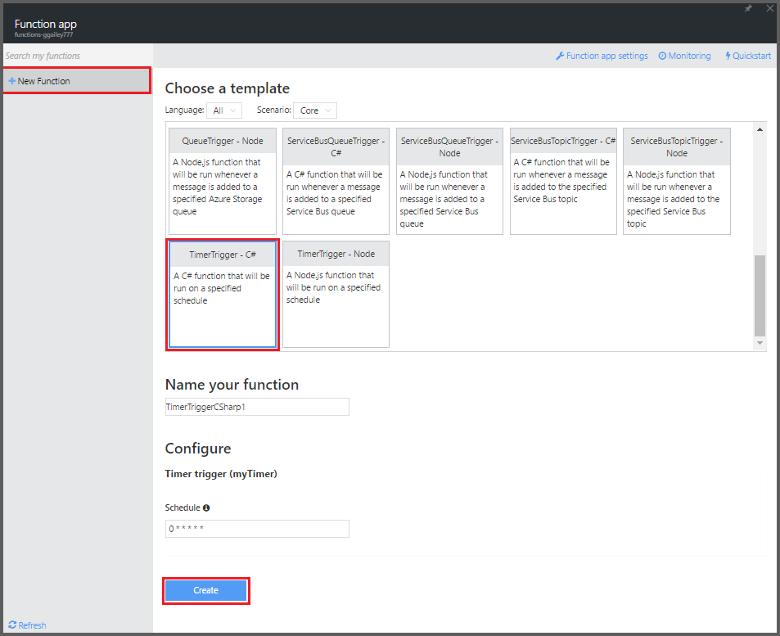 Function app
functions-ggailey777
Search my functions
Function app settings
Monitoring
Quickstart
+ New Function
Choose a template
Language: All
Scenario: Core
QueueTrigger - Node
A Node.js function that
will be run whenever a
message is added to a
specified Azure Storage
queue
ServiceBusQueueTrigger -
C#
A C# function that will be
run whenever a message
is added to a specified
Service Bus queue
ServiceBusQueueTrigger -
Node
A Node.js function that
will be run whenever a
message is added to a
specified Service Bus
queue
ServiceBusTopicTrigger - C#
A C# function that will be
run whenever a message
is added to the specified
Service Bus topic
ServiceBusTopicTrigger -
Node
A Node.js function that
will be run whenever a
message is added to the
specified Service Bus
topic
TimerTrigger - C#
A C# function that will be
run on a specified
schedule
TimerTrigger - Node
A Node.js function that
will be run on a specified
schedule
Name your function
TimerTriggerCSharp1
Configure
Timer trigger (myTimer)
Schedule
0 * * * * *
Create
Refresh